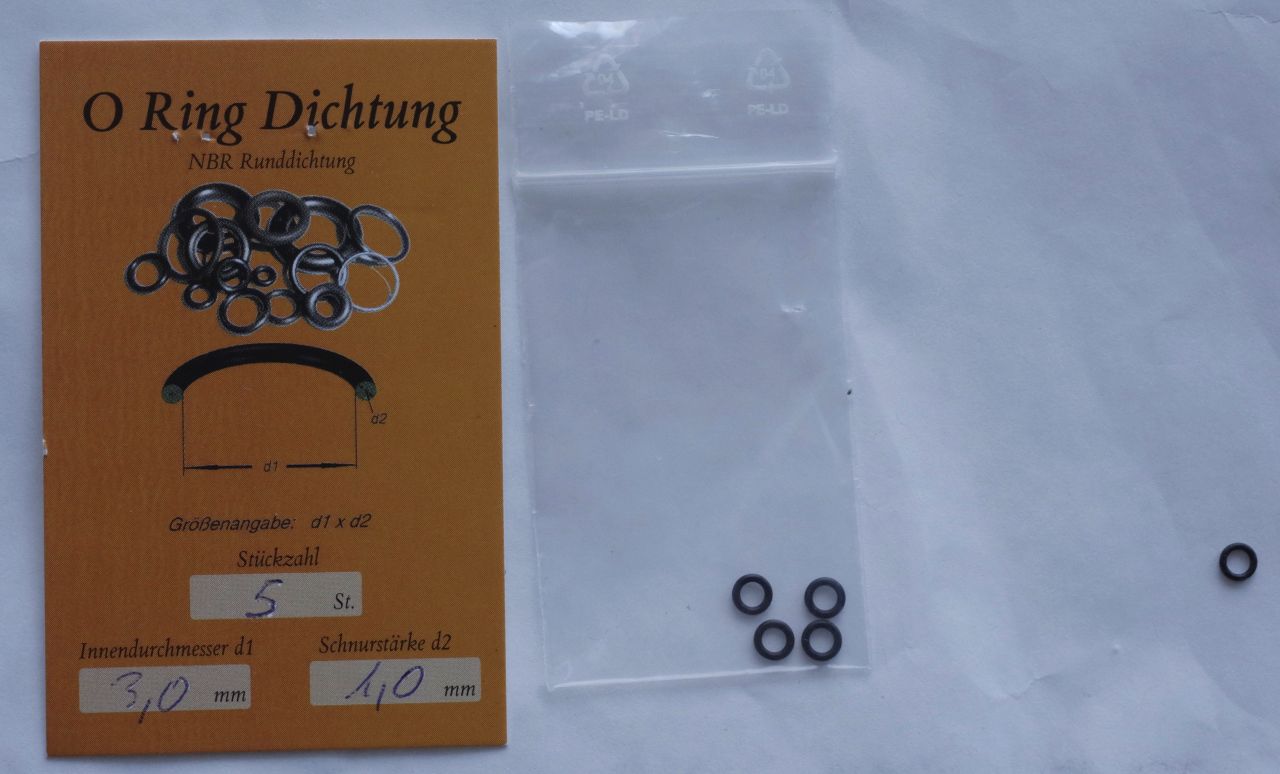 O Ring Dichtung
NBR Runddichtung
d2
d1
Größenangabe: d1 x d2
Stückzahl
5 St.
Innendurchmesser d1
3,0 mm
Schnurstärke d2
1,0 mm
04
PE-LD
04
PE-LD